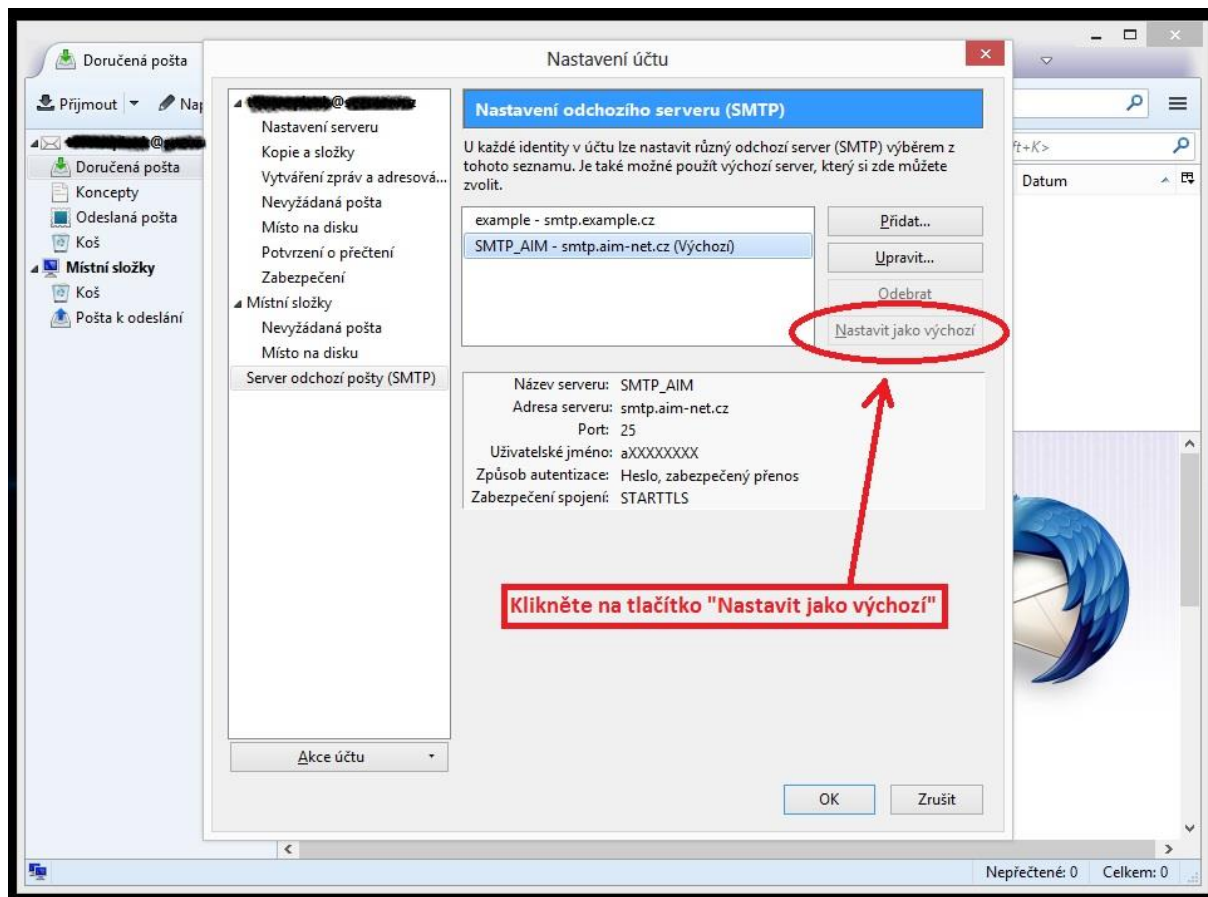 Nastavení účtu
Doručená pošta
Přijmout
@
Doručená pošta
Koncepty
Odeslaná pošta
Koš
Místní složky
Koš
Pošta k odeslání
@
Nastavení serveru
Kopie a složky
Vytváření zpráv a adresová...
Nevyžádaná pošta
Místo na disku
Potvrzení o přečtení
Zabezpečení
Místní složky
Nevyžádaná pošta
Místo na disku
Server odchozí pošty (SMTP)
Akce účtu
Nastavení odchozího serveru (SMTP)
U každé identity v účtu lze nastavit různý odchozí server (SMTP) výběrem z
tohoto seznamu. Je také možné použít výchozí server, který si zde můžete
zvolit.
example - smtp.example.cz
SMTP_AIM - smtp.aim-net.cz (Výchozí)
Přidat...
Upravit...
Odebrat
Nastavit jako výchozí
Název serveru: SMTP_AIM
Adresa serveru: smtp.aim-net.cz
Port: 25
Uživatelské jméno: aXXXXXXXX
Způsob autentizace: Heslo, zabezpečený přenos
Zabezpečení spojení: STARTTLS
Klikněte na tlačítko "Nastavit jako výchozí"
OK
Zrušit
Datum
Nepřečtené: 0
Celkem: 0